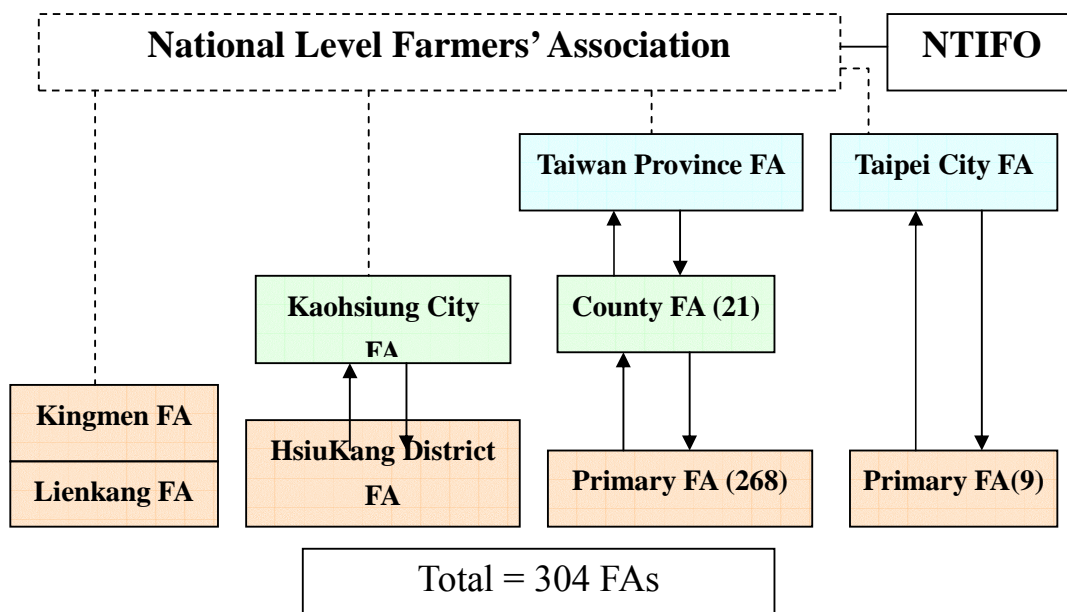 National Level Farmers' Association
NTIFO
Taiwan Province FA
Taipei City FA
Kaohsiung City
FA
County FA (21)
Kingmen FA
Lienkang FA
HsiuKang District
FA
Primary FA (268)
Primary FA(9)
Total = 304 FAs